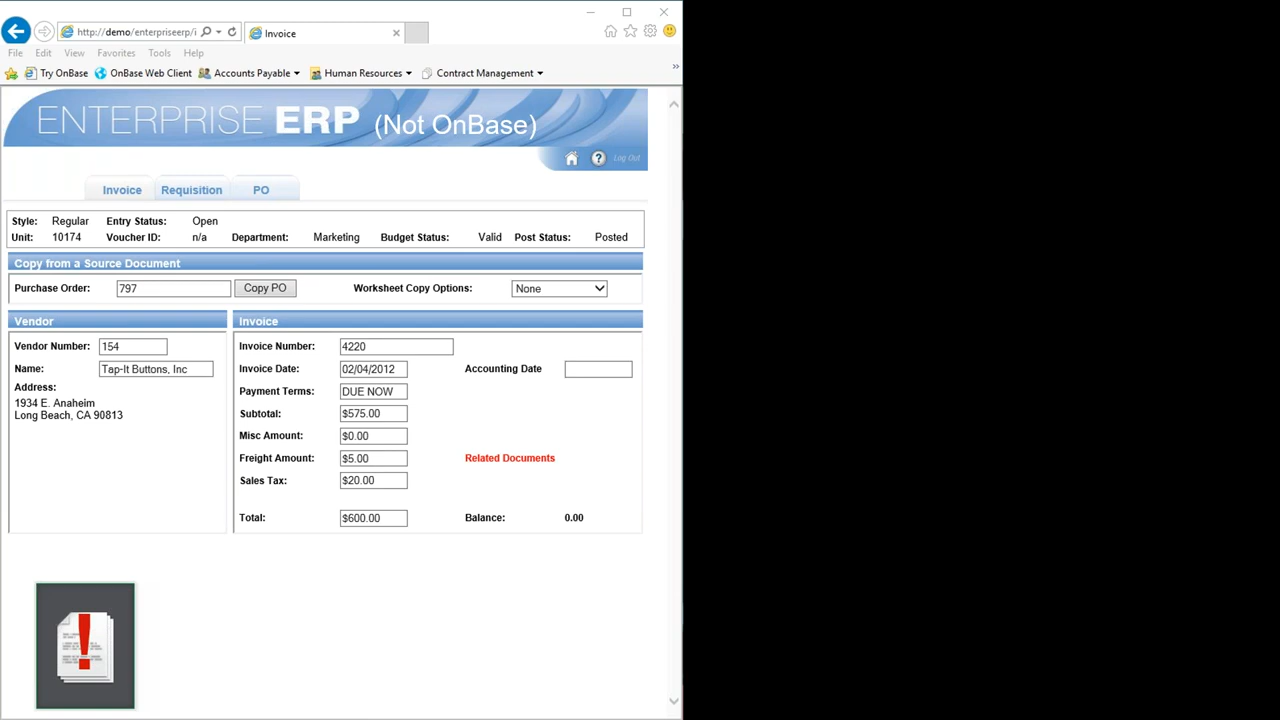 http://demo/enterpriseerp/i
Invoice
File Edit View Favorites Tools Help
Try OnBase OnBase Web Client Accounts Payable Human Resources Contract Management »
ENTERPRISE ERP (Not OnBase)
? Log Out
Invoice Requisition PO
Style: Regular Entry Status: Open
Unit: 10174 Voucher ID: n/a Department: Marketing Budget Status: Valid Post Status: Posted
Copy from a Source Document
Purchase Order: 797 Copy PO Worksheet Copy Options: None
Vendor
Vendor Number: 154
Name: Tap-It Buttons, Inc
Address:
1934 E. Anaheim
Long Beach, CA 90813
Invoice
Invoice Number: 4220
Invoice Date: 02/04/2012 Accounting Date
Payment Terms: DUE NOW
Subtotal: $575.00
Misc Amount: $0.00
Freight Amount: $5.00 Related Documents
Sales Tax: $20.00
Total: $600.00 Balance: 0.00